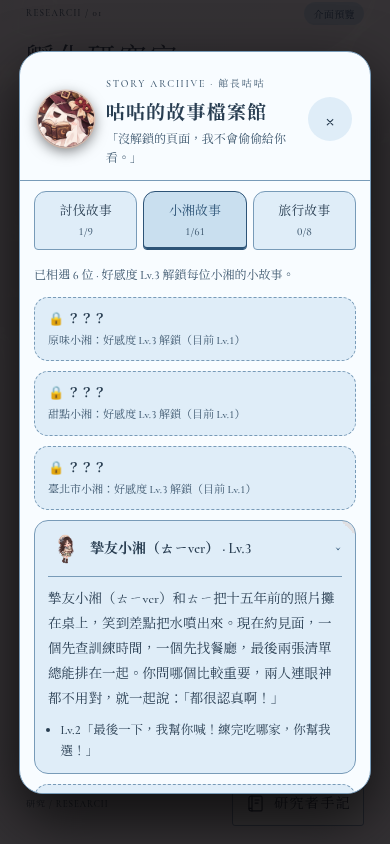 RESEARCH / 01
介面預覽
STORY ARCHIVE · 館長咕咕
咕咕的故事檔案館
「沒解鎖的頁面，我不會偷偷給你
看。」
×
討伐故事
1/9
小湘故事
1/61
旅行故事
0/8
已相遇 6 位 · 好感度 Lv.3 解鎖每位小湘的小故事。
🔒 ？？？
原味小湘：好感度 Lv.3 解鎖（目前 Lv.1）
🔒 ？？？
甜點小湘：好感度 Lv.3 解鎖（目前 Lv.1）
🔒 ？？？
臺北市小湘：好感度 Lv.3 解鎖（目前 Lv.1）
摯友小湘（ㄊㄧver） · Lv.3
摯友小湘（ㄊㄧver）和ㄊㄧ把十五年前的照片攤
在桌上，笑到差點把水噴出來。現在約見面，一
個先查訓練時間，一個先找餐廳，最後兩張清單
總能排在一起。你問哪個比較重要，兩人連眼神
都不用對，就一起說：「都很認真啊！」
• Lv.2「最後一下，我幫你喊！練完吃哪家，你幫我
選！」
研究 / RESEARCH
研究者手記